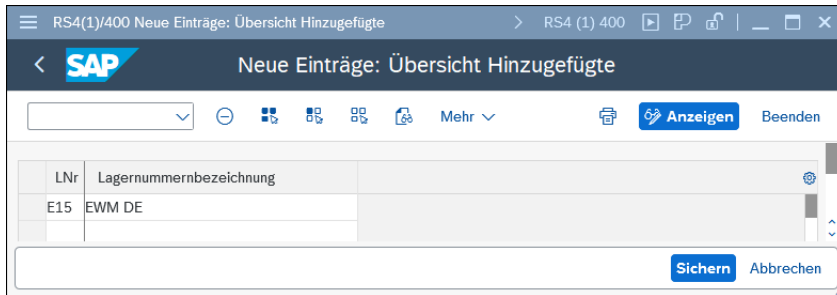 RS4(1)/400 Neue Einträge: Übersicht Hinzugefügte RS4 (1) 400
SAP Neue Einträge: Übersicht Hinzugefügte
Mehr Anzeigen Beenden
LNr Lagernummernbezeichnung
E15 EWM DE
Sichern Abbrechen